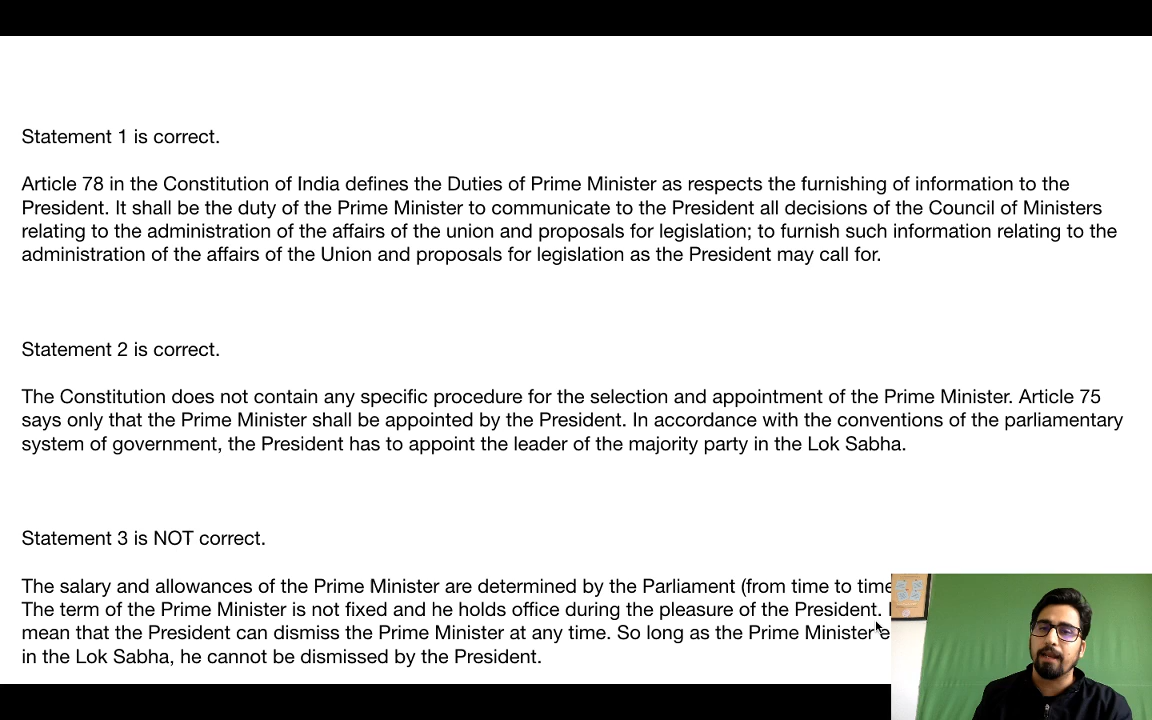 Statement 1 is correct.
Article 78 in the Constitution of India defines the Duties of Prime Minister as respects the furnishing of information to the
President. It shall be the duty of the Prime Minister to communicate to the President all decisions of the Council of Ministers
relating to the administration of the affairs of the union and proposals for legislation; to furnish such information relating to the
administration of the affairs of the Union and proposals for legislation as the President may call for.
Statement 2 is correct.
The Constitution does not contain any specific procedure for the selection and appointment of the Prime Minister. Article 75
says only that the Prime Minister shall be appointed by the President. In accordance with the conventions of the parliamentary
system of government, the President has to appoint the leader of the majority party in the Lok Sabha.
Statement 3 is NOT correct.
The salary and allowances of the Prime Minister are determined by the Parliament (from time to time
The term of the Prime Minister is not fixed and he holds office during the pleasure of the President.
mean that the President can dismiss the Prime Minister at any time. So long as the Prime Minister
in the Lok Sabha, he cannot be dismissed by the President.